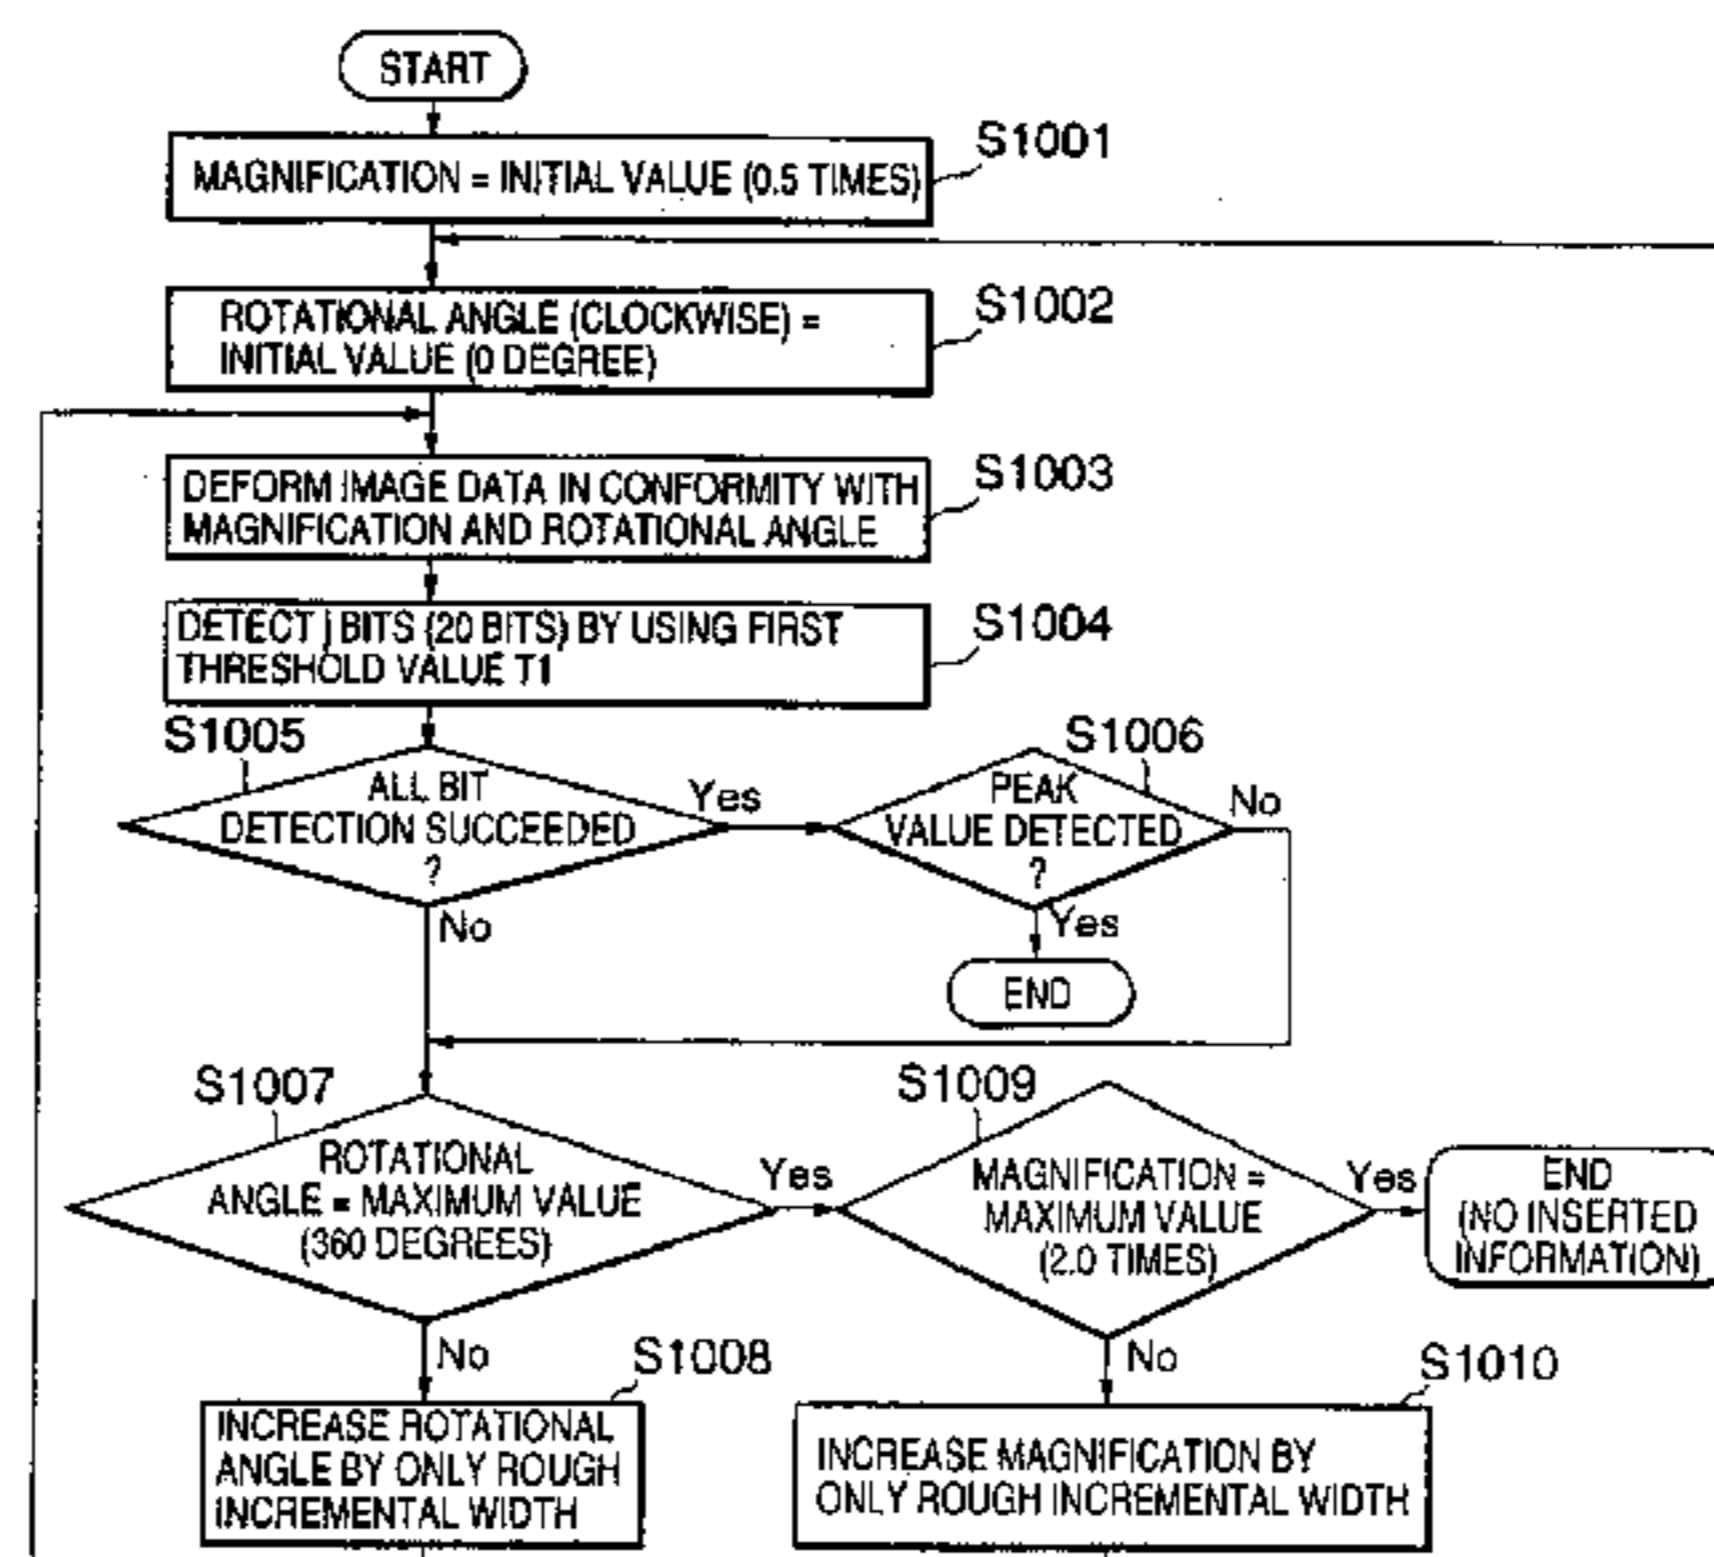 START
S1001
MAGNIFICATION = INITIAL VALUE (0.5 TIMES)
S1002
ROTATIONAL ANGLE (CLOCKWISE) =
INITIAL VALUE (0 DEGREE)
S1003
DEFORM IMAGE DATA IN CONFORMITY WITH
MAGNIFICATION AND ROTATIONAL ANGLE
S1004
DETECT j BITS (20 BITS) BY USING FIRST
THRESHOLD VALUE T1
S1005
ALL BIT
DETECTION SUCCEEDED
?
Yes
No
S1006
PEAK
VALUE DETECTED
?
No
Yes
END
S1007
ROTATIONAL
ANGLE = MAXIMUM VALUE
(360 DEGREES)
Yes
No
S1009
MAGNIFICATION =
MAXIMUM VALUE
(2.0 TIMES)
Yes
No
END
(NO INSERTED
INFORMATION)
S1008
INCREASE ROTATIONAL
ANGLE BY ONLY ROUGH
INCREMENTAL WIDTH
S1010
INCREASE MAGNIFICATION BY
ONLY ROUGH INCREMENTAL WIDTH